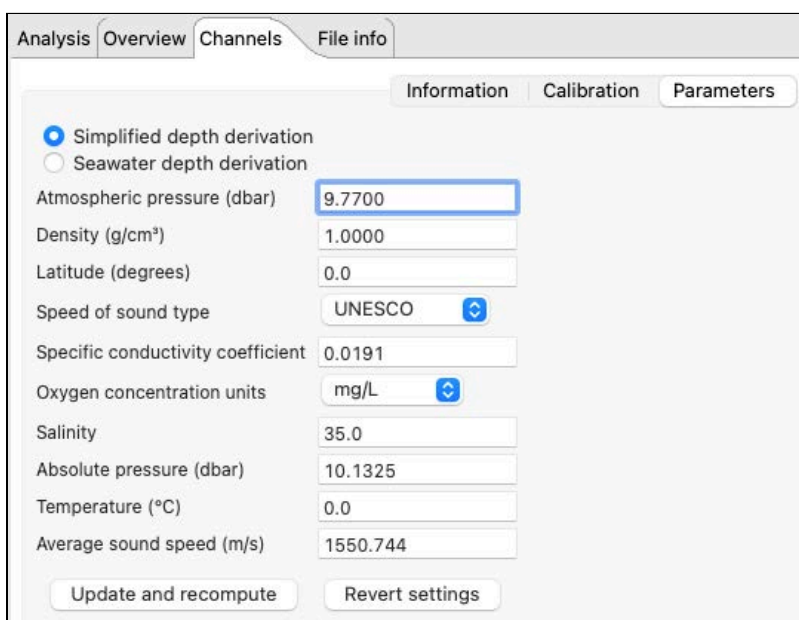 Analysis Overview Channels File info
Information Calibration Parameters
Simplified depth derivation
Seawater depth derivation
Atmospheric pressure (dbar) 9.7700
Density (g/cm³) 1.0000
Latitude (degrees) 0.0
Speed of sound type UNESCO
Specific conductivity coefficient 0.0191
Oxygen concentration units mg/L
Salinity 35.0
Absolute pressure (dbar) 10.1325
Temperature (°C) 0.0
Average sound speed (m/s) 1550.744
Update and recompute Revert settings